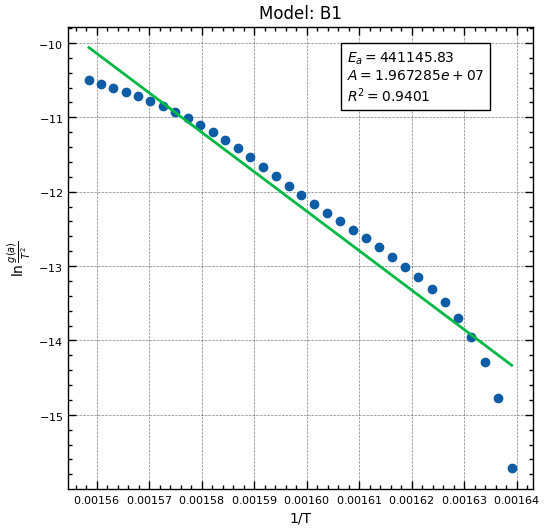 Model: B1
E_a = 441145.83
A = 1.967285e + 07
R^2 = 0.9401
ln g(a)/T^2
−10
−11
−12
−13
−14
−15
0.00156 0.00157 0.00158 0.00159 0.00160 0.00161 0.00162 0.00163 0.00164
1/T